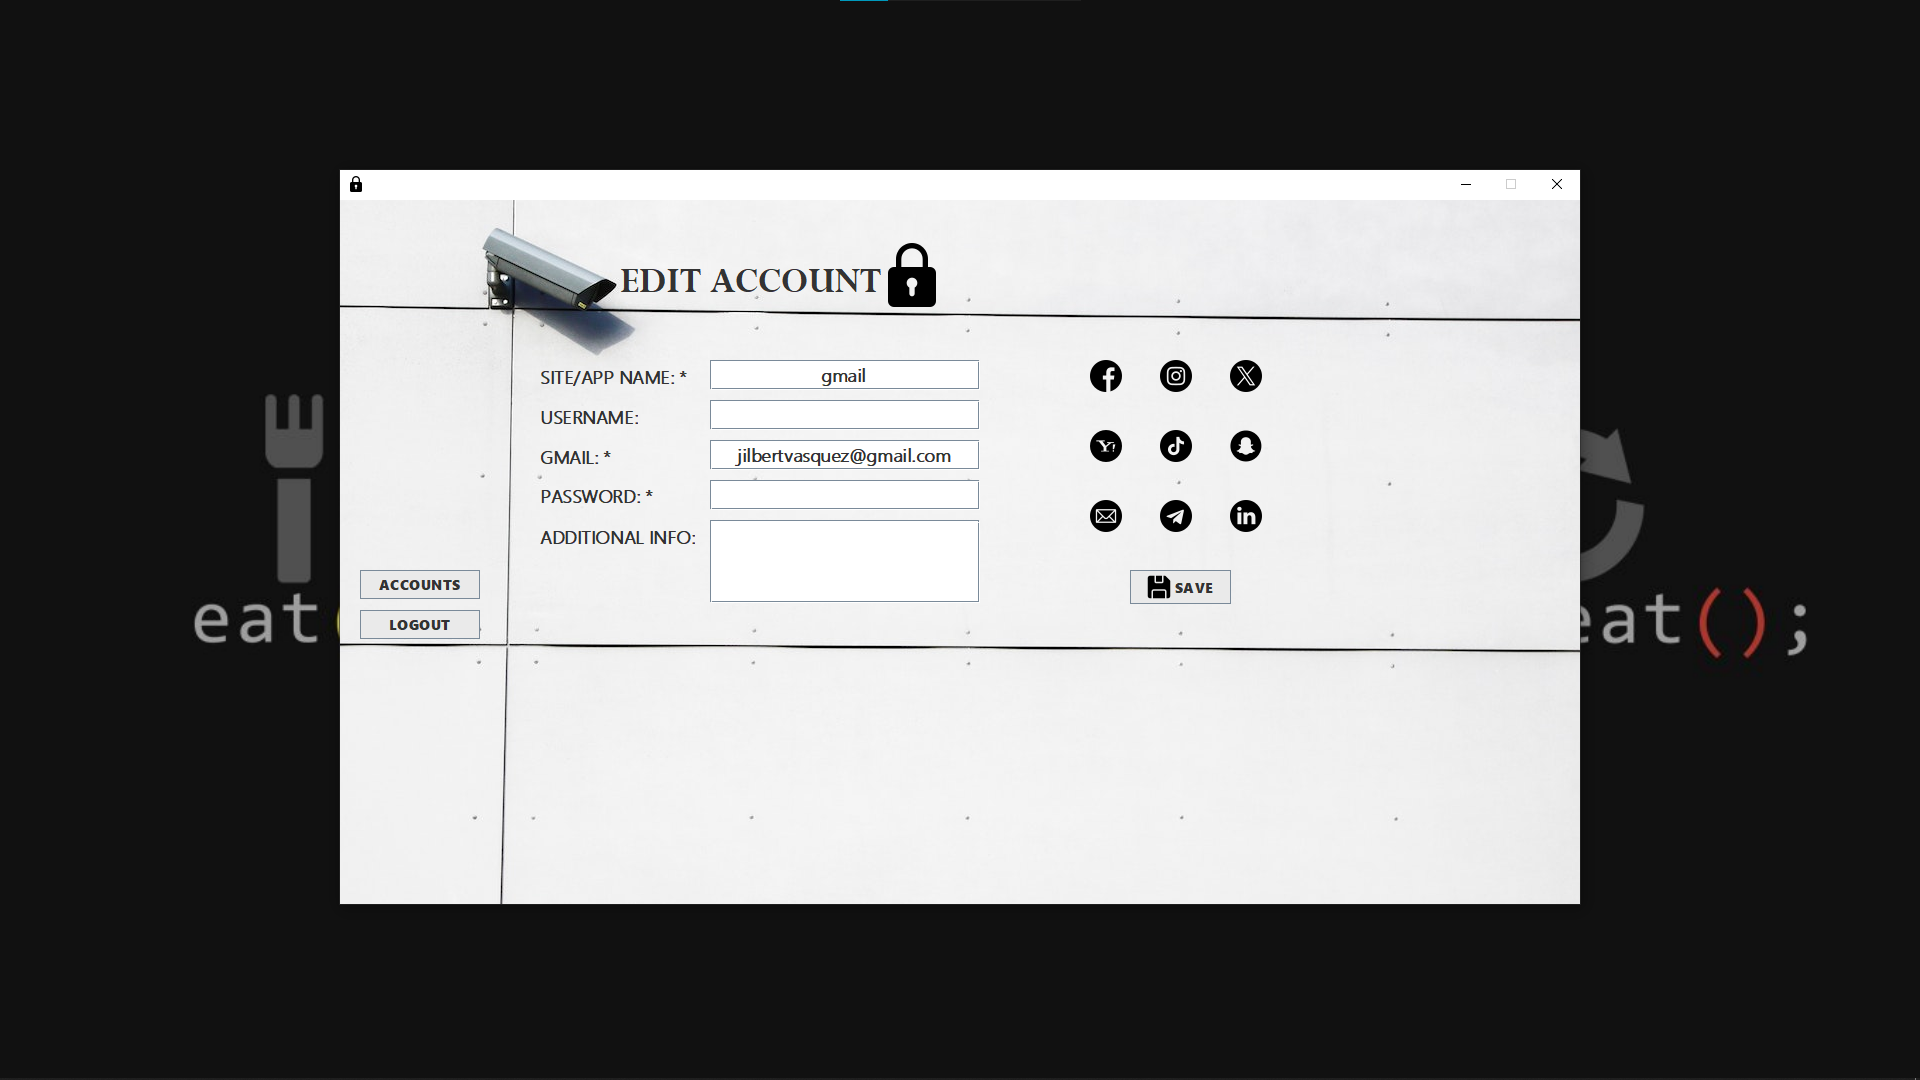 EDIT ACCOUNT
SITE/APP NAME: * gmail
USERNAME:
GMAIL: * jilbertvasquez@gmail.com
PASSWORD: *
ADDITIONAL INFO:
ACCOUNTS
SAVE
LOGOUT
eat
eat();